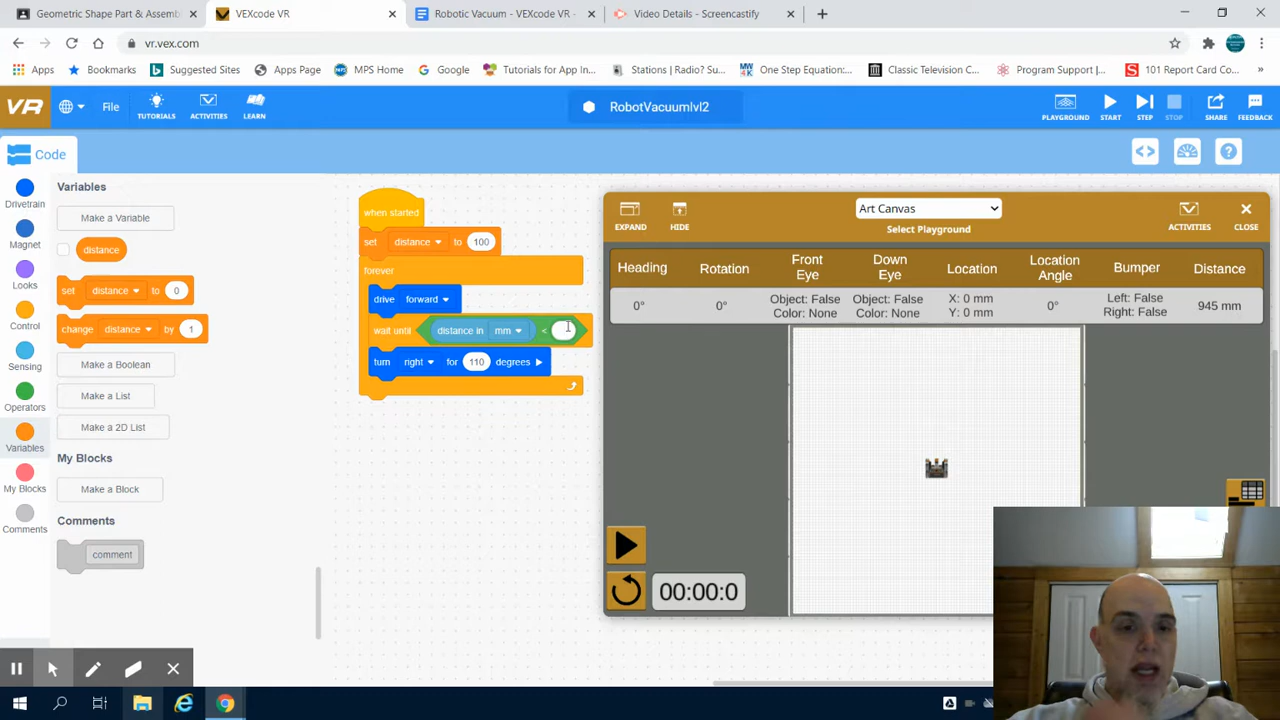 Geometric Shape Part & Assemb
VEXcode VR
Robotic Vacuum - VEXcode VR -
Video Details - Screencastify
vr.vex.com
Apps
Bookmarks
Suggested Sites
Apps Page
MPS Home
Google
Tutorials for App In...
Stations | Radio? Su...
One Step Equation:...
Classic Television C...
Program Support |...
101 Report Card Co...
VR
File
TUTORIALS
ACTIVITIES
LEARN
RobotVacuumlvl2
PLAYGROUND
START
STEP
STOP
SHARE
FEEDBACK
Code
Drivetrain
Magnet
Looks
Control
Sensing
Operators
Variables
My Blocks
Comments
Variables
Make a Variable
distance
set distance to 0
change distance by 1
Make a Boolean
Make a List
Make a 2D List
My Blocks
Make a Block
Comments
comment
when started
set distance to 100
forever
drive forward
wait until distance in mm <
turn right for 110 degrees
EXPAND
HIDE
Art Canvas
Select Playground
ACTIVITIES
CLOSE
Heading Rotation Front Eye Down Eye Location Location Angle Bumper Distance
0° 0° Object: False Color: None Object: False Color: None X: 0 mm Y: 0 mm 0° Left: False Right: False 945 mm
00:00:0